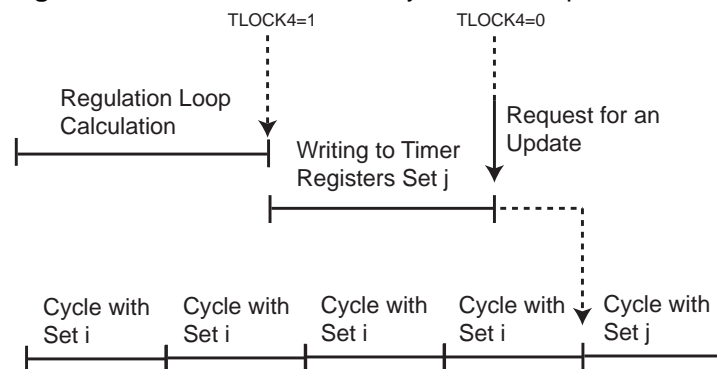 TLOCK4=1
TLOCK4=0
Regulation Loop
Calculation
Request for an
Update
Writing to Timer
Registers Set j
Cycle with
Set i
Cycle with
Set i
Cycle with
Set i
Cycle with
Set i
Cycle with
Set j